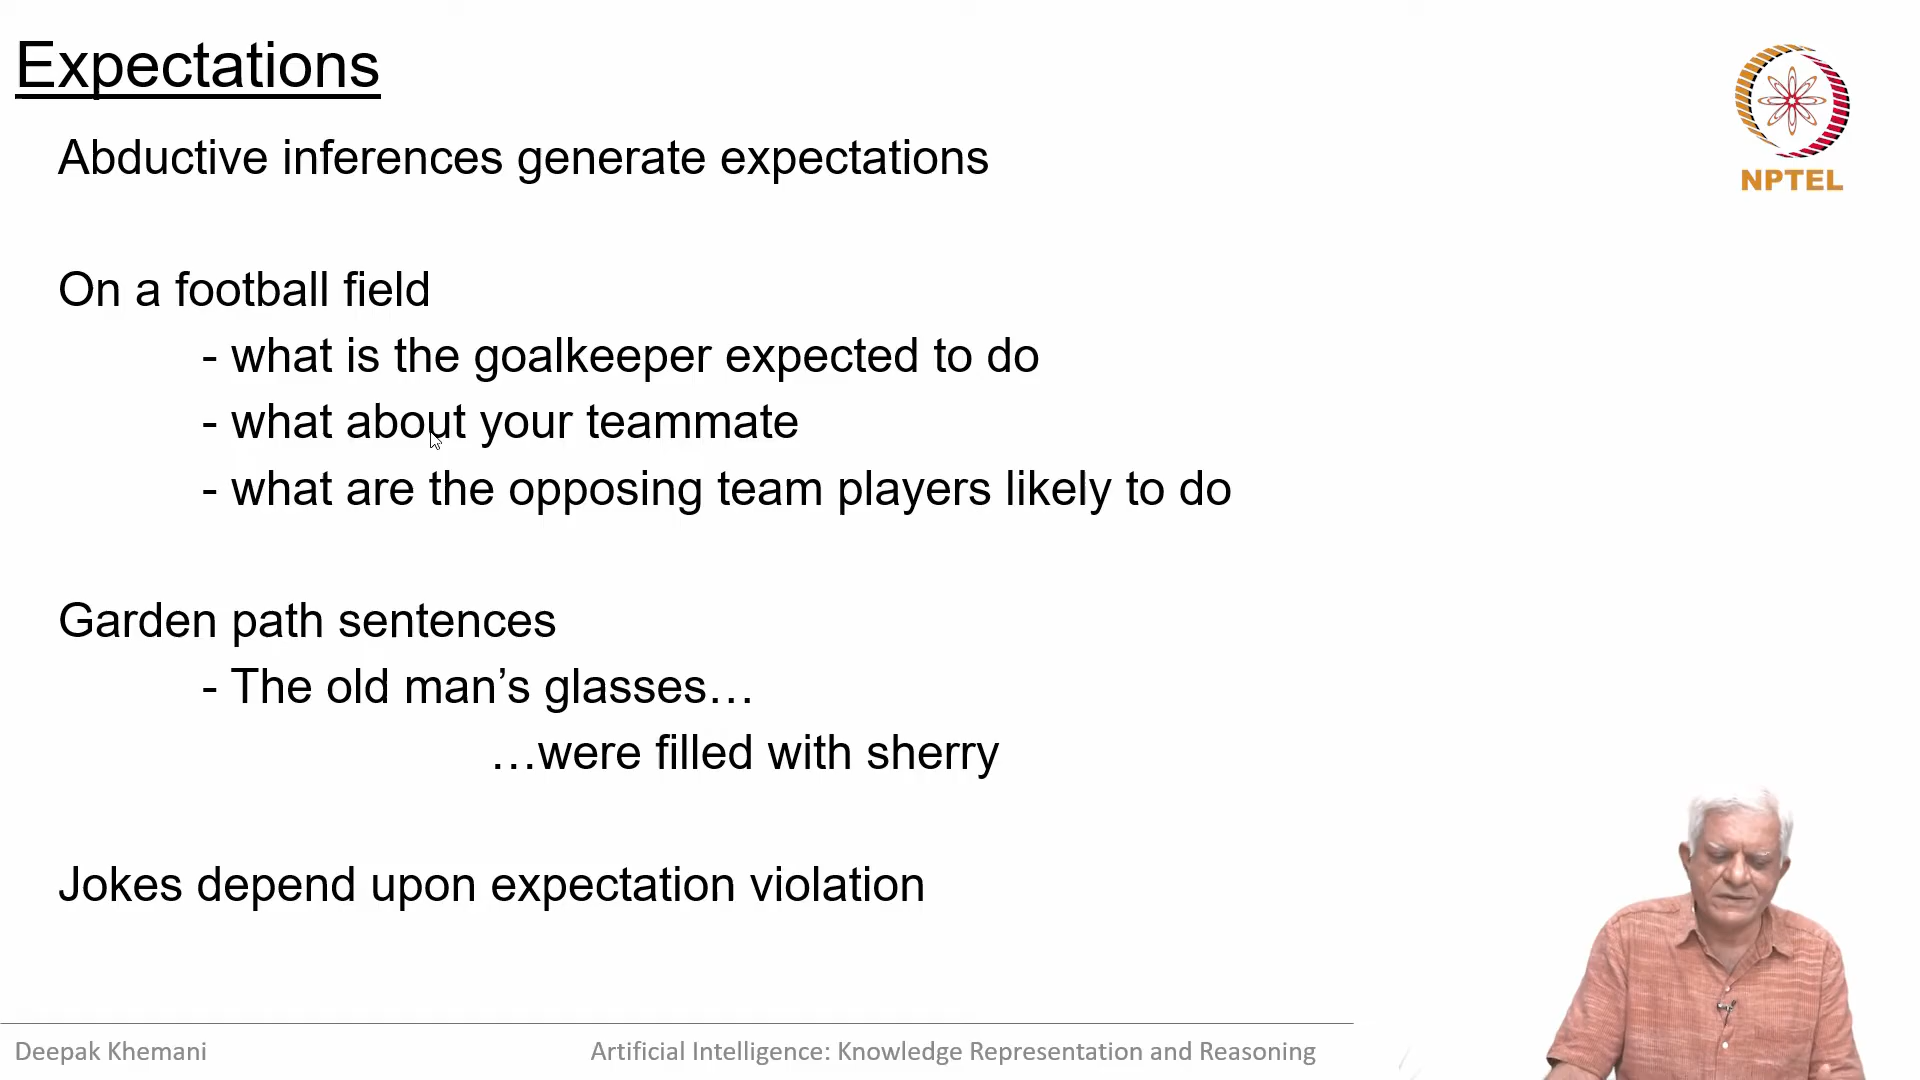 Expectations
NPTEL
Abductive inferences generate expectations
On a football field
- what is the goalkeeper expected to do
- what about your teammate
- what are the opposing team players likely to do
Garden path sentences
- The old man’s glasses…
…were filled with sherry
Jokes depend upon expectation violation
Deepak Khemani
Artificial Intelligence: Knowledge Representation and Reasoning